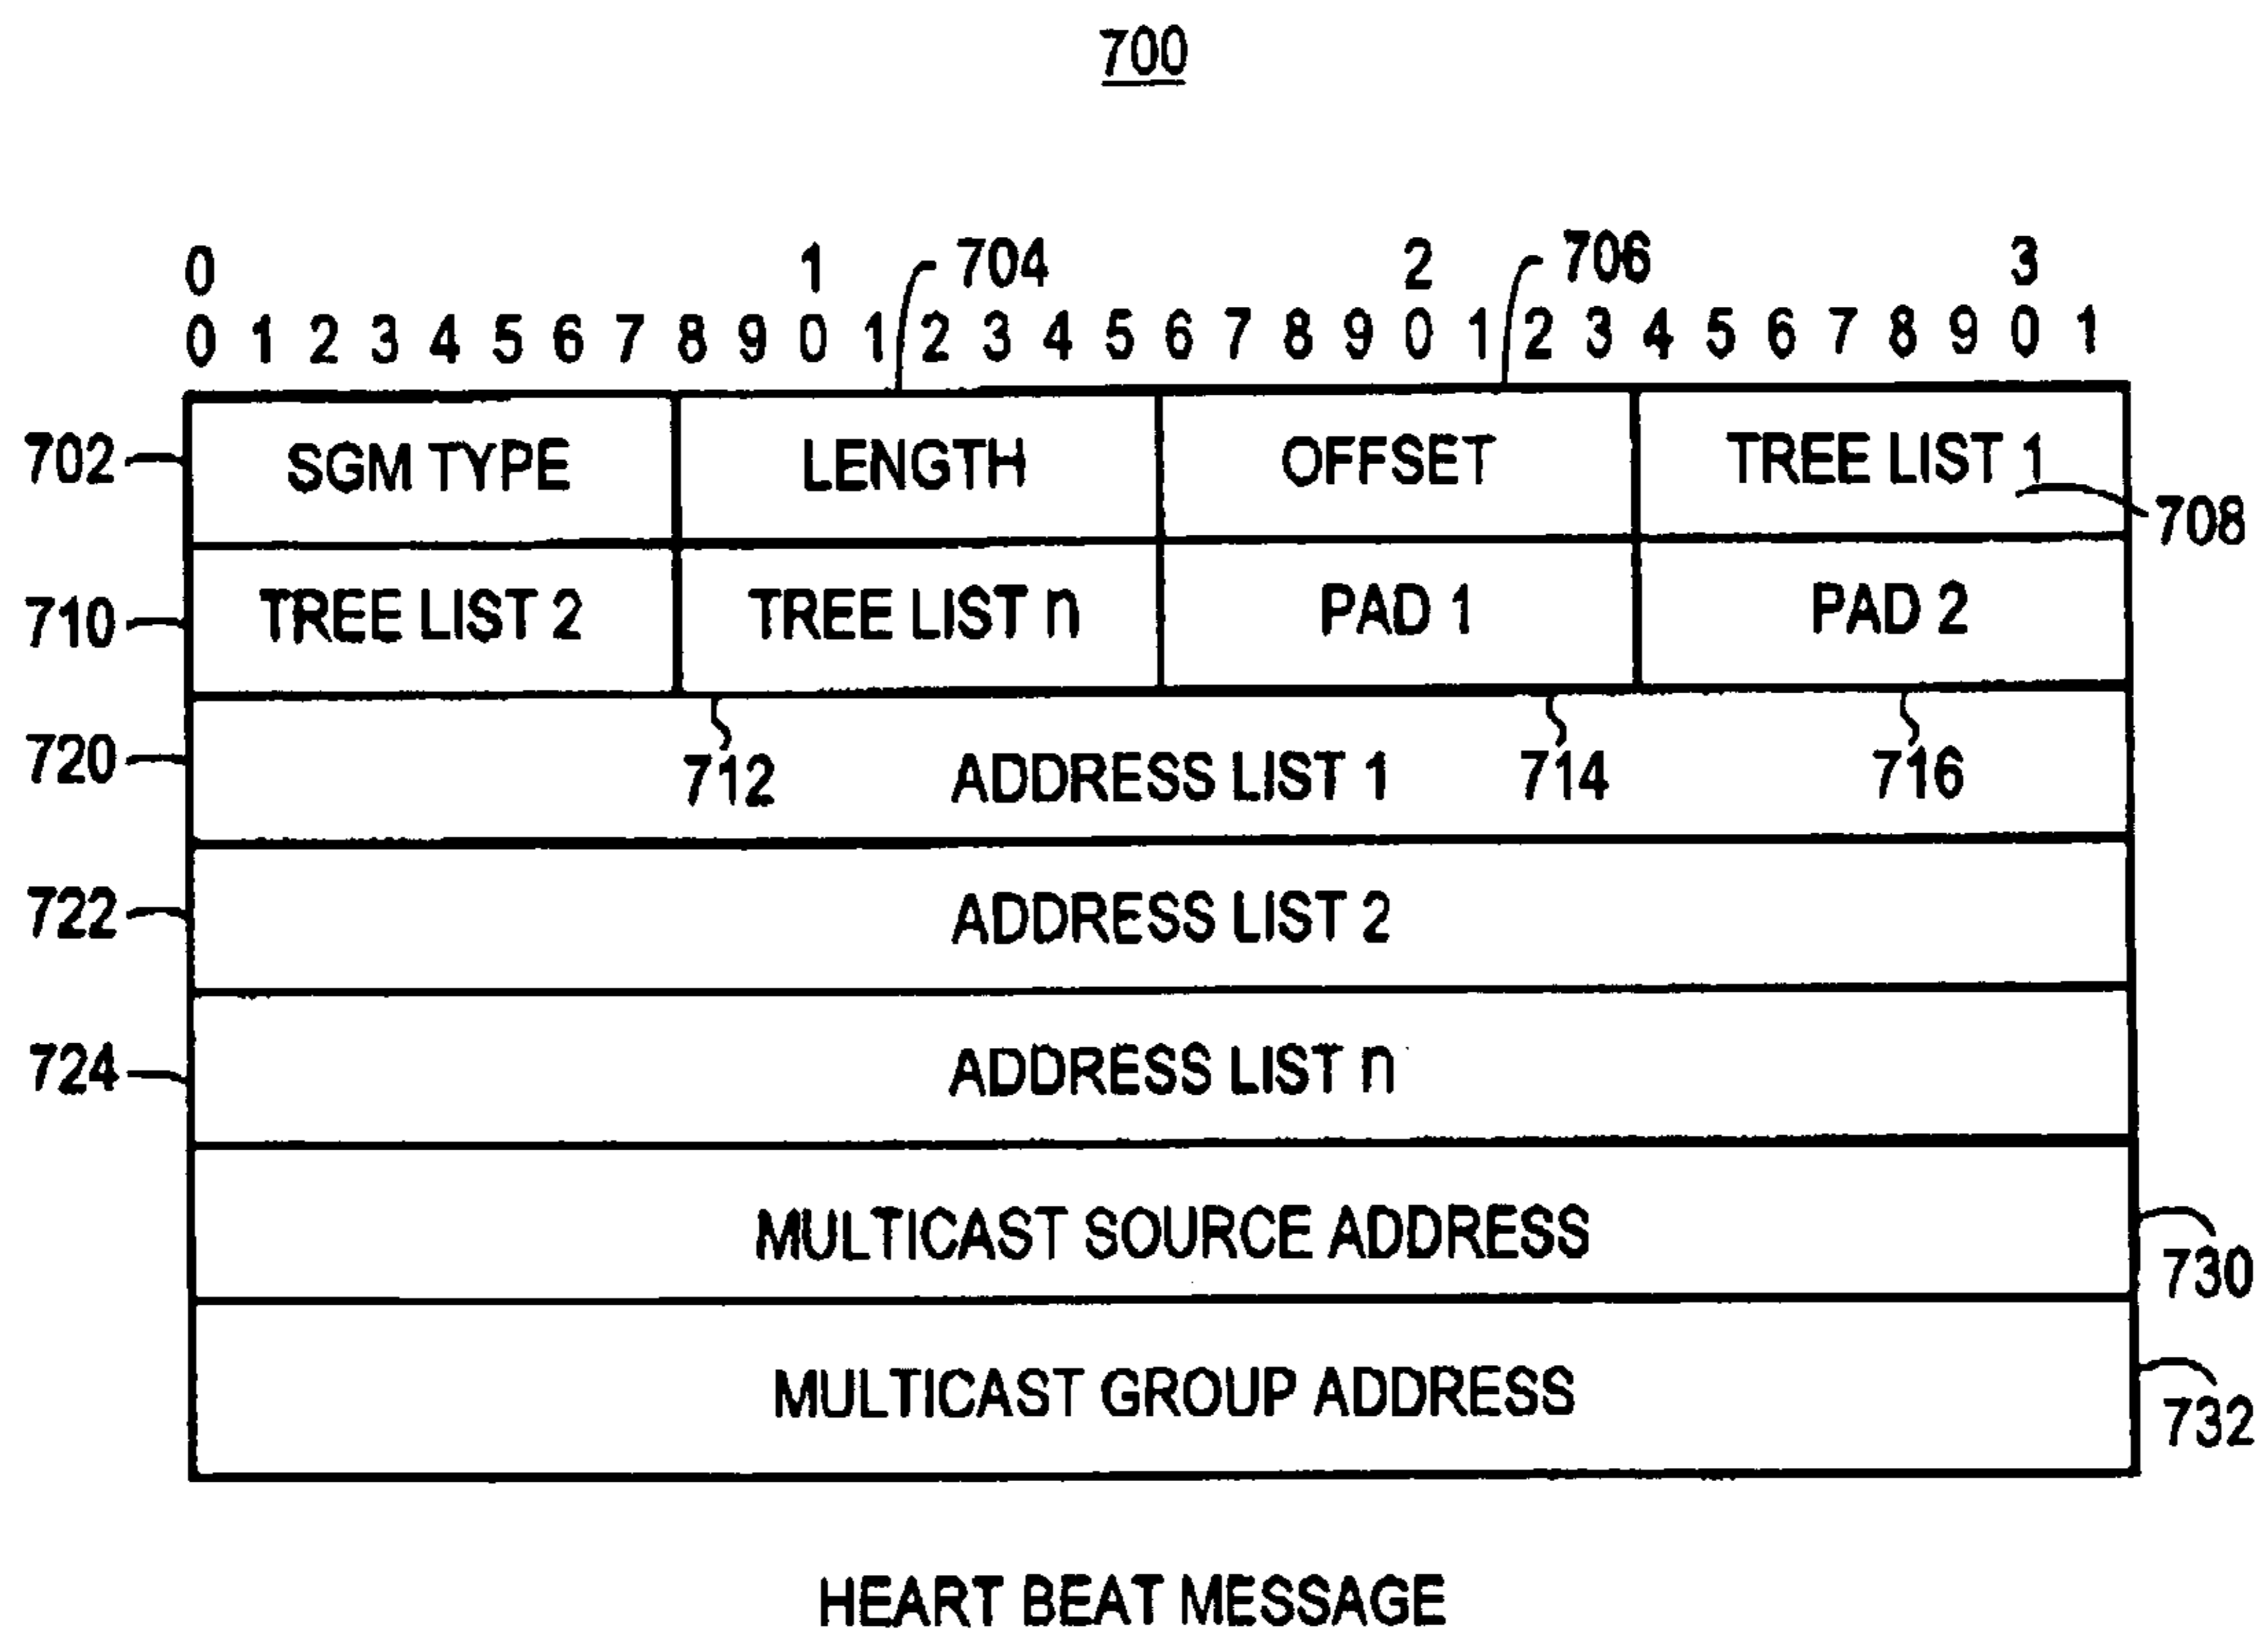 700
0 1 704 2 706 3
0 1 2 3 4 5 6 7 8 9 0 1 2 3 4 5 6 7 8 9 0 1 2 3 4 5 6 7 8 9 0 1
702 SGM TYPE LENGTH OFFSET TREE LIST 1
708
710 TREE LIST 2 TREE LIST n PAD 1 PAD 2
720 712 ADDRESS LIST 1 714 716
722 ADDRESS LIST 2
724 ADDRESS LIST n
MULTICAST SOURCE ADDRESS
730
MULTICAST GROUP ADDRESS
732
HEART BEAT MESSAGE